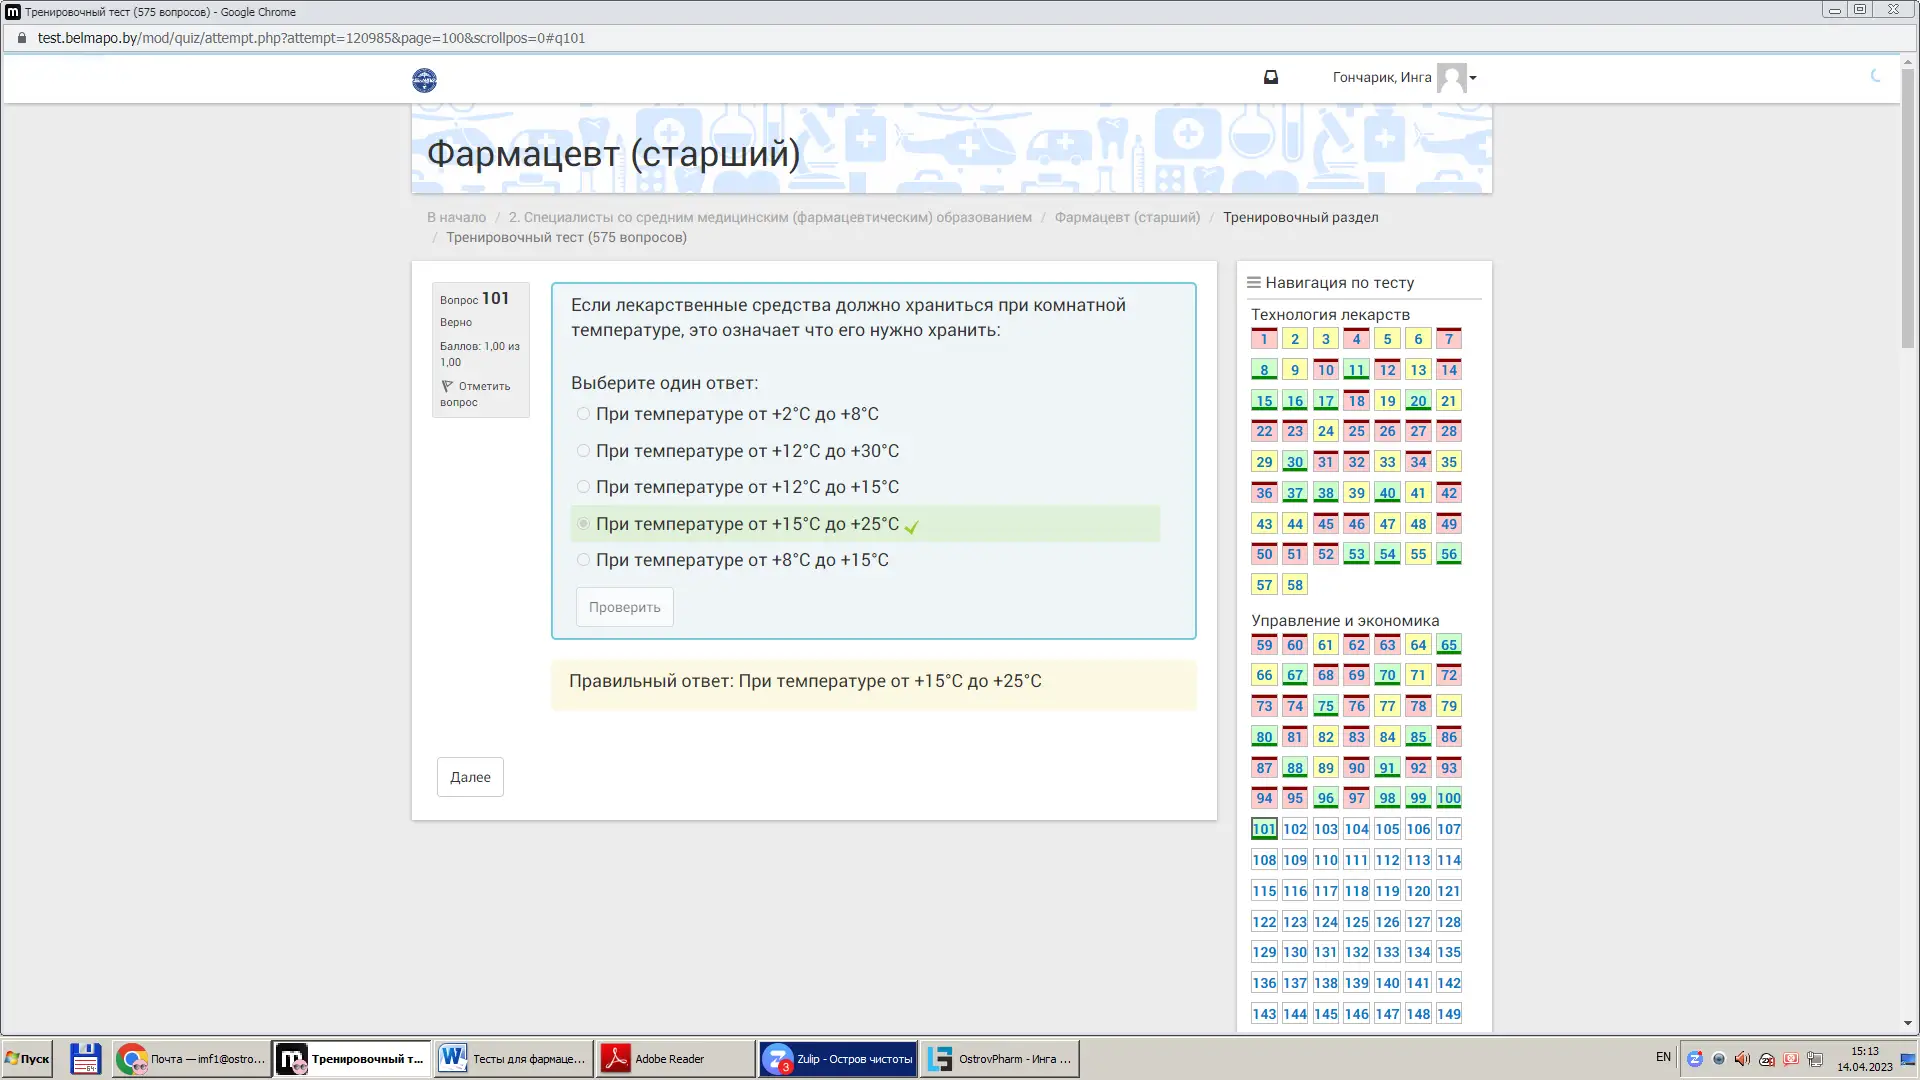 Тренировочный тест (575 вопросов) - Google Chrome
test.belmapo.by/mod/quiz/attempt.php?attempt=120985&page=100&scrollpos=0#q101
Гончарик, Инга
Фармацевт (старший)
В начало / 2. Специалисты со средним медицинским (фармацевтическим) образованием / Фармацевт (старший) / Тренировочный раздел
/ Тренировочный тест (575 вопросов)
Вопрос 101
Верно
Баллов: 1,00 из
1,00
Отметить
вопрос
Если лекарственные средства должно храниться при комнатной
температуре, это означает что его нужно хранить:
Выберите один ответ:
При температуре от +2°С до +8°С
При температуре от +12°С до +30°С
При температуре от +12°С до +15°С
При температуре от +15°С до +25°С
При температуре от +8°С до +15°С
Проверить
Правильный ответ: При температуре от +15°С до +25°С
Далее
Навигация по тесту
Технология лекарств
1 2 3 4 5 6 7
8 9 10 11 12 13 14
15 16 17 18 19 20 21
22 23 24 25 26 27 28
29 30 31 32 33 34 35
36 37 38 39 40 41 42
43 44 45 46 47 48 49
50 51 52 53 54 55 56
57 58
Управление и экономика
59 60 61 62 63 64 65
66 67 68 69 70 71 72
73 74 75 76 77 78 79
80 81 82 83 84 85 86
87 88 89 90 91 92 93
94 95 96 97 98 99 100
101 102 103 104 105 106 107
108 109 110 111 112 113 114
115 116 117 118 119 120 121
122 123 124 125 126 127 128
129 130 131 132 133 134 135
136 137 138 139 140 141 142
143 144 145 146 147 148 149
Пуск
Почта — imf1@ostro...
Тренировочный т...
Тесты для фармаце...
Adobe Reader
Zulip - Остров чистоты
3
OstrovPharm - Инга ...
EN
15:13
14.04.2023